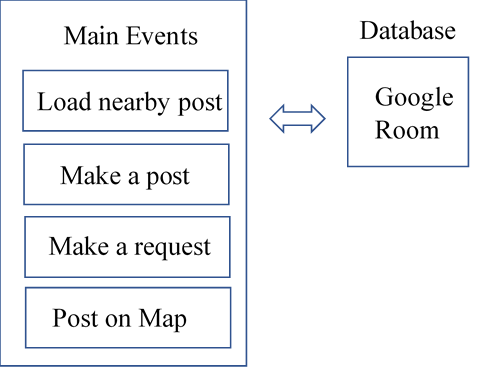 Main Events
Load nearby post
Make a post
Make a request
Post on Map
Database
Google
Room